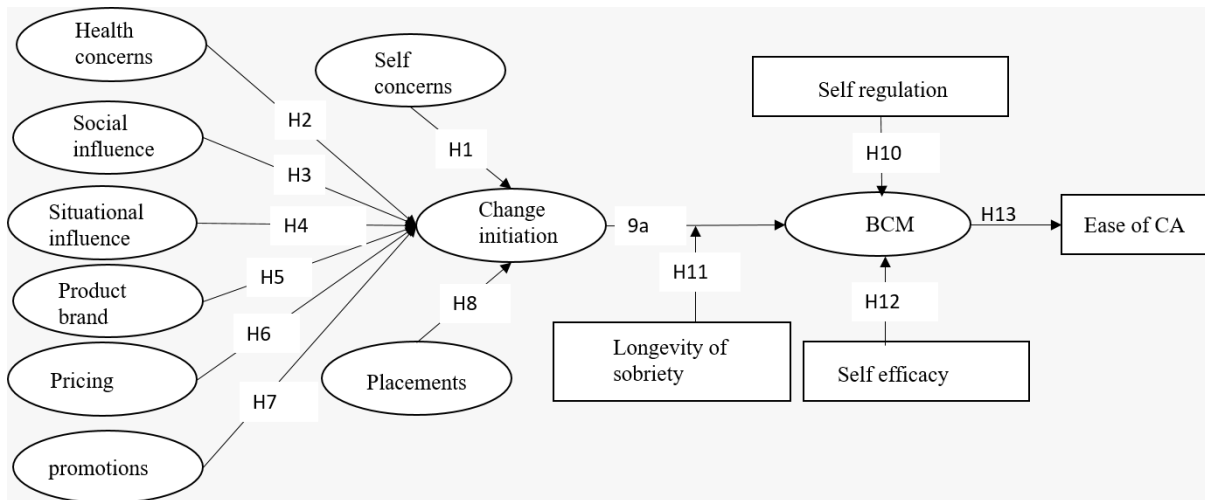 Health
concerns
Self
concerns
Self regulation
H2
Social
influence
H1
H10
H3
Situational
influence
H4
Change
initiation
9a
BCM
H13
Ease of CA
H5
H11
Product
brand
H8
H12
H6
Longevity of
sobriety
Pricing
Placements
Self efficacy
H7
promotions